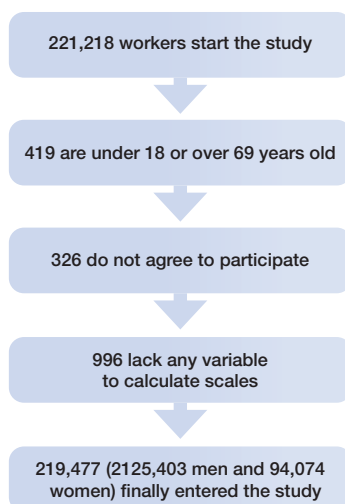 221,218 workers start the study
419 are under 18 or over 69 years old
326 do not agree to participate
996 lack any variable
to calculate scales
219,477 (2125,403 men and 94,074
women) finally entered the study